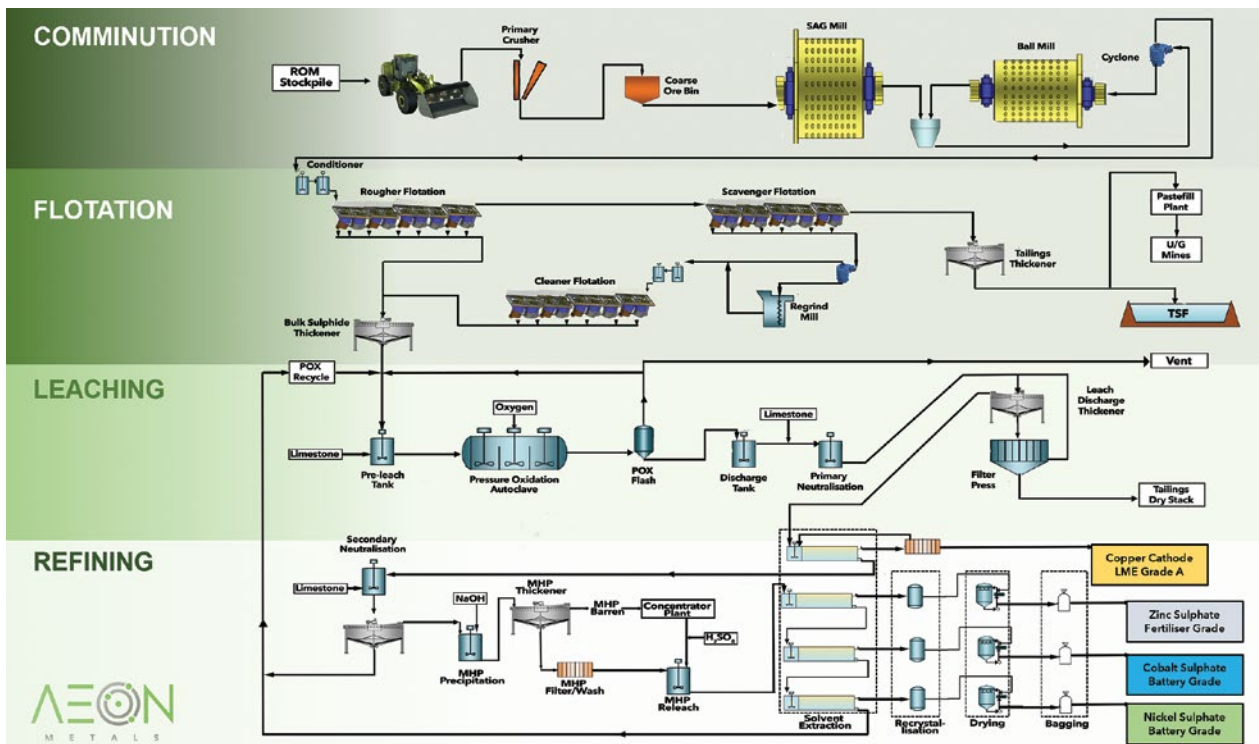 COMMINUTION
ROM
Stockpile
Primary
Crusher
Coarse
Ore Bin
SAG Mill
Ball Mill
Cyclone
FLOTATION
Conditioner
Rougher Flotation
Scavenger Flotation
Cleaner Flotation
Regrind
Mill
Tailings
Thickener
Pastefill
Plant
U/G
Mines
TSF
Bulk Sulphide
Thickener
LEACHING
POX
Recycle
Vent
Limestone
Pre-leach
Tank
Oxygen
Pressure Oxidation
Autoclave
POX
Flash
Discharge
Tank
Limestone
Primary
Neutralisation
Leach
Discharge
Thickener
Filter
Press
Tailings
Dry Stack
REFINING
Secondary
Neutralisation
Limestone
NaOH
MHP
Precipitation
MHP
Thickener
MHP
Barren
Concentrator
Plant
H₂SO₄
MHP
Filter/Wash
MHP
Releach
Solvent
Extraction
Recrystal-
lisation
Drying
Bagging
Copper Cathode
LME Grade A
Zinc Sulphate
Fertiliser Grade
Cobalt Sulphate
Battery Grade
Nickel Sulphate
Battery Grade
AEON
METALS